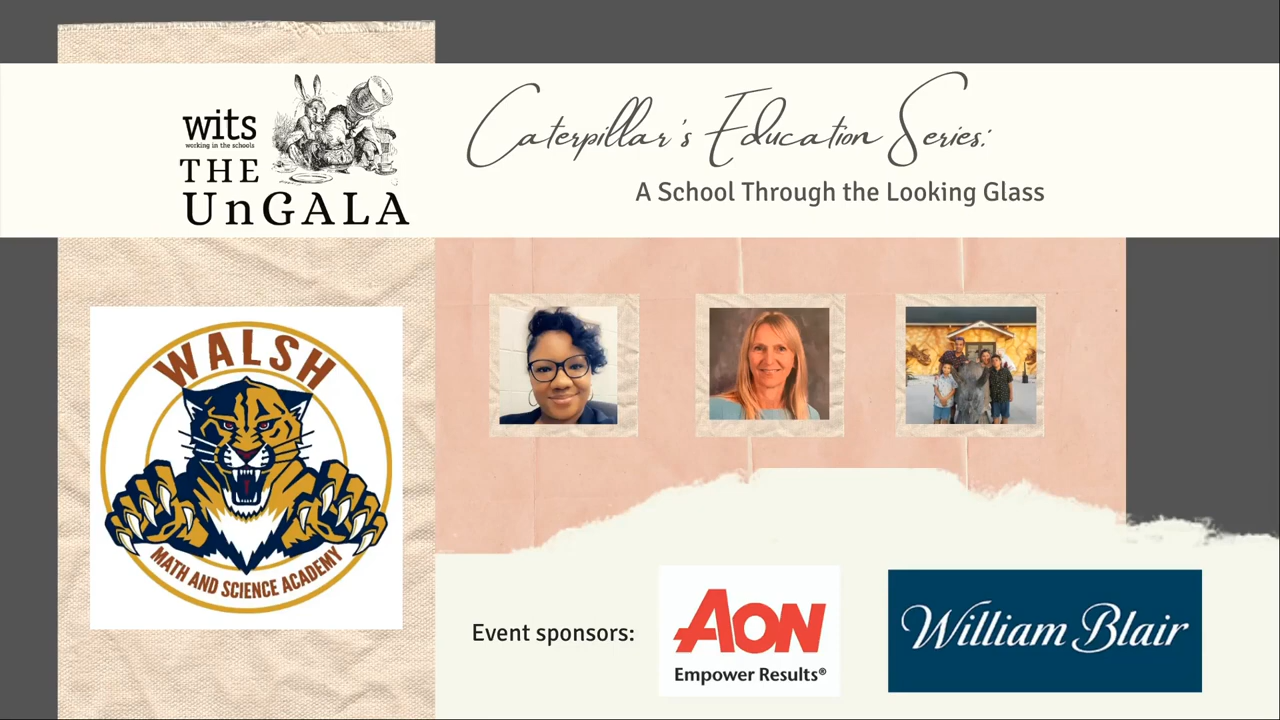 wits
working in the schools
THE
UnGALA
Caterpillar's Education Series:
A School Through the Looking Glass
WALSH
MATH AND SCIENCE ACADEMY
Event sponsors:
AON
Empower Results®
William Blair